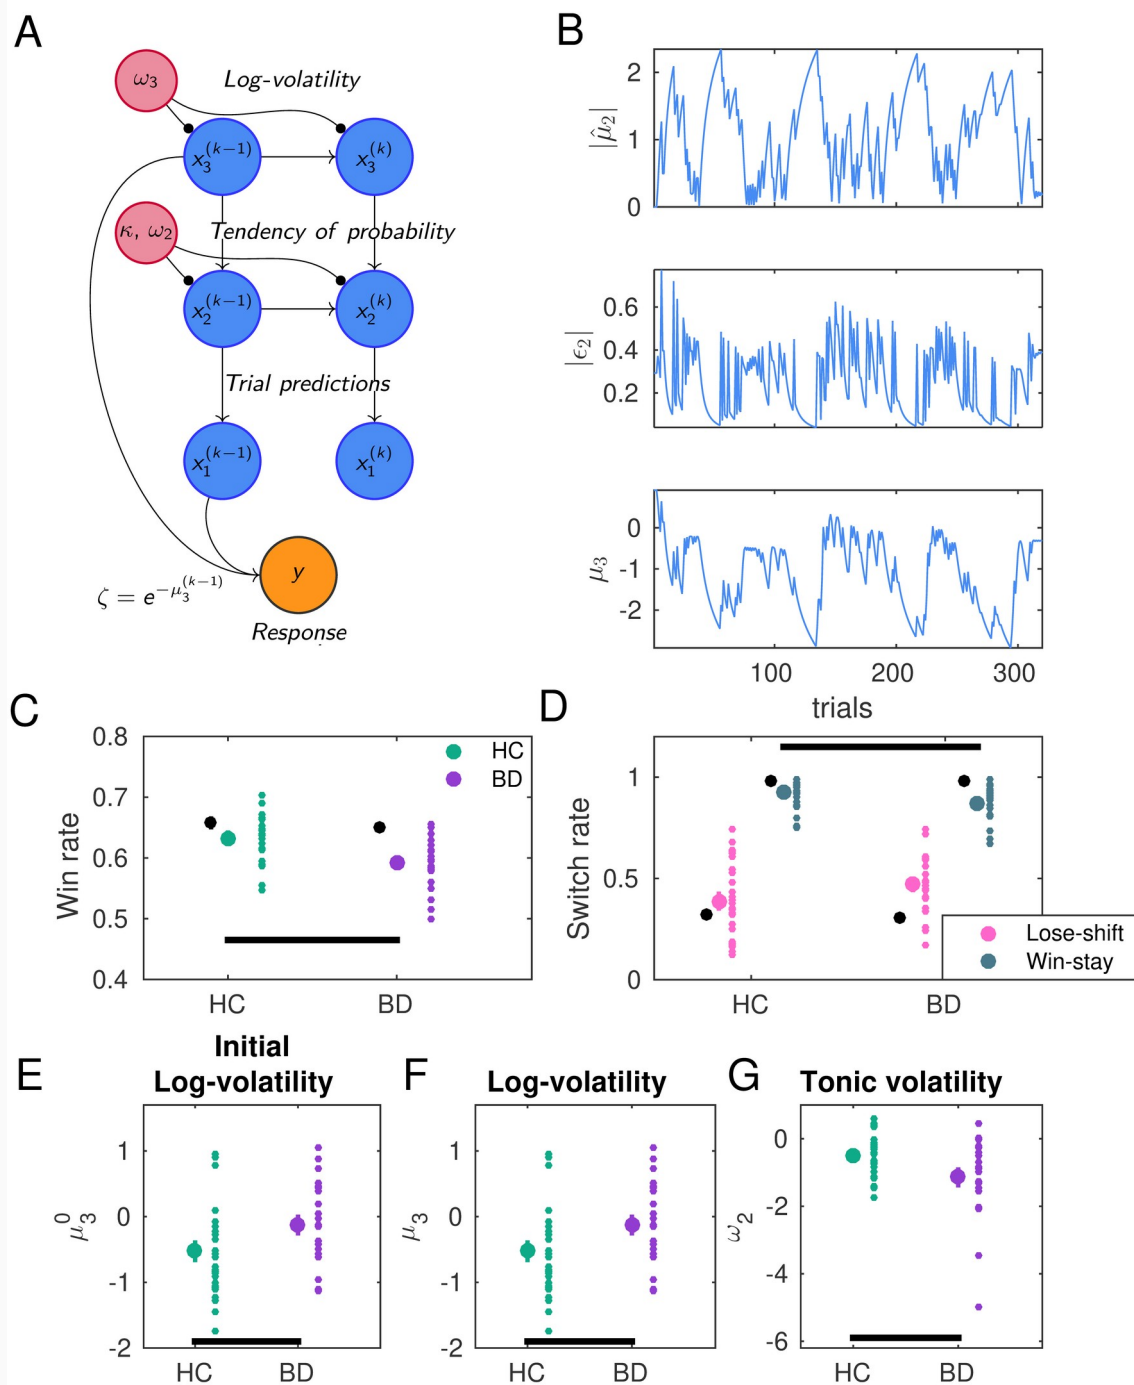 A
ω₃
Log-volatility
x₃^(k−1)
x₃^(k)
κ, ω₂
Tendency of probability
x₂^(k−1)
x₂^(k)
Trial predictions
x₁^(k−1)
x₁^(k)
y
ζ = e^−μ₃^(k−1)
Response
B
|μ̂₂|
2
1
0
|ϵ₂|
0.6
0.4
0.2
μ₃
0
-1
-2
100 200 300
trials
C
Win rate
0.8
0.7
0.6
0.5
0.4
HC
BD
HC BD
D
Switch rate
1
0.5
0
Lose-shift
Win-stay
HC BD
E
Initial
Log-volatility
μ₃⁰
1
0
-1
-2
HC BD
F
Log-volatility
μ₃
1
0
-1
-2
HC BD
G
Tonic volatility
ω₂
0
-2
-4
-6
HC BD